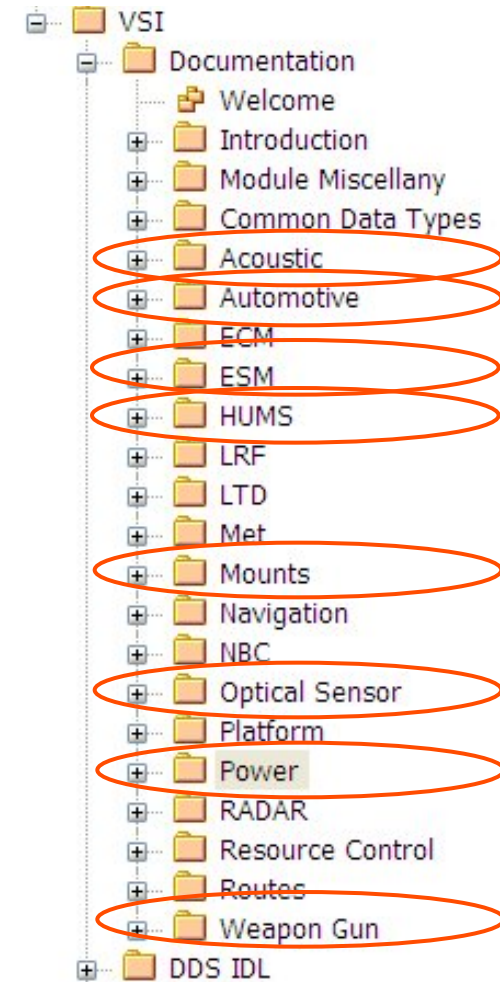 VSI
Documentation
Welcome
Introduction
Module Miscellany
Common Data Types
Acoustic
Automotive
ECM
ESM
HUMS
LRF
LTD
Met
Mounts
Navigation
NBC
Optical Sensor
Platform
Power
RADAR
Resource Control
Routes
Weapon Gun
DDS IDL